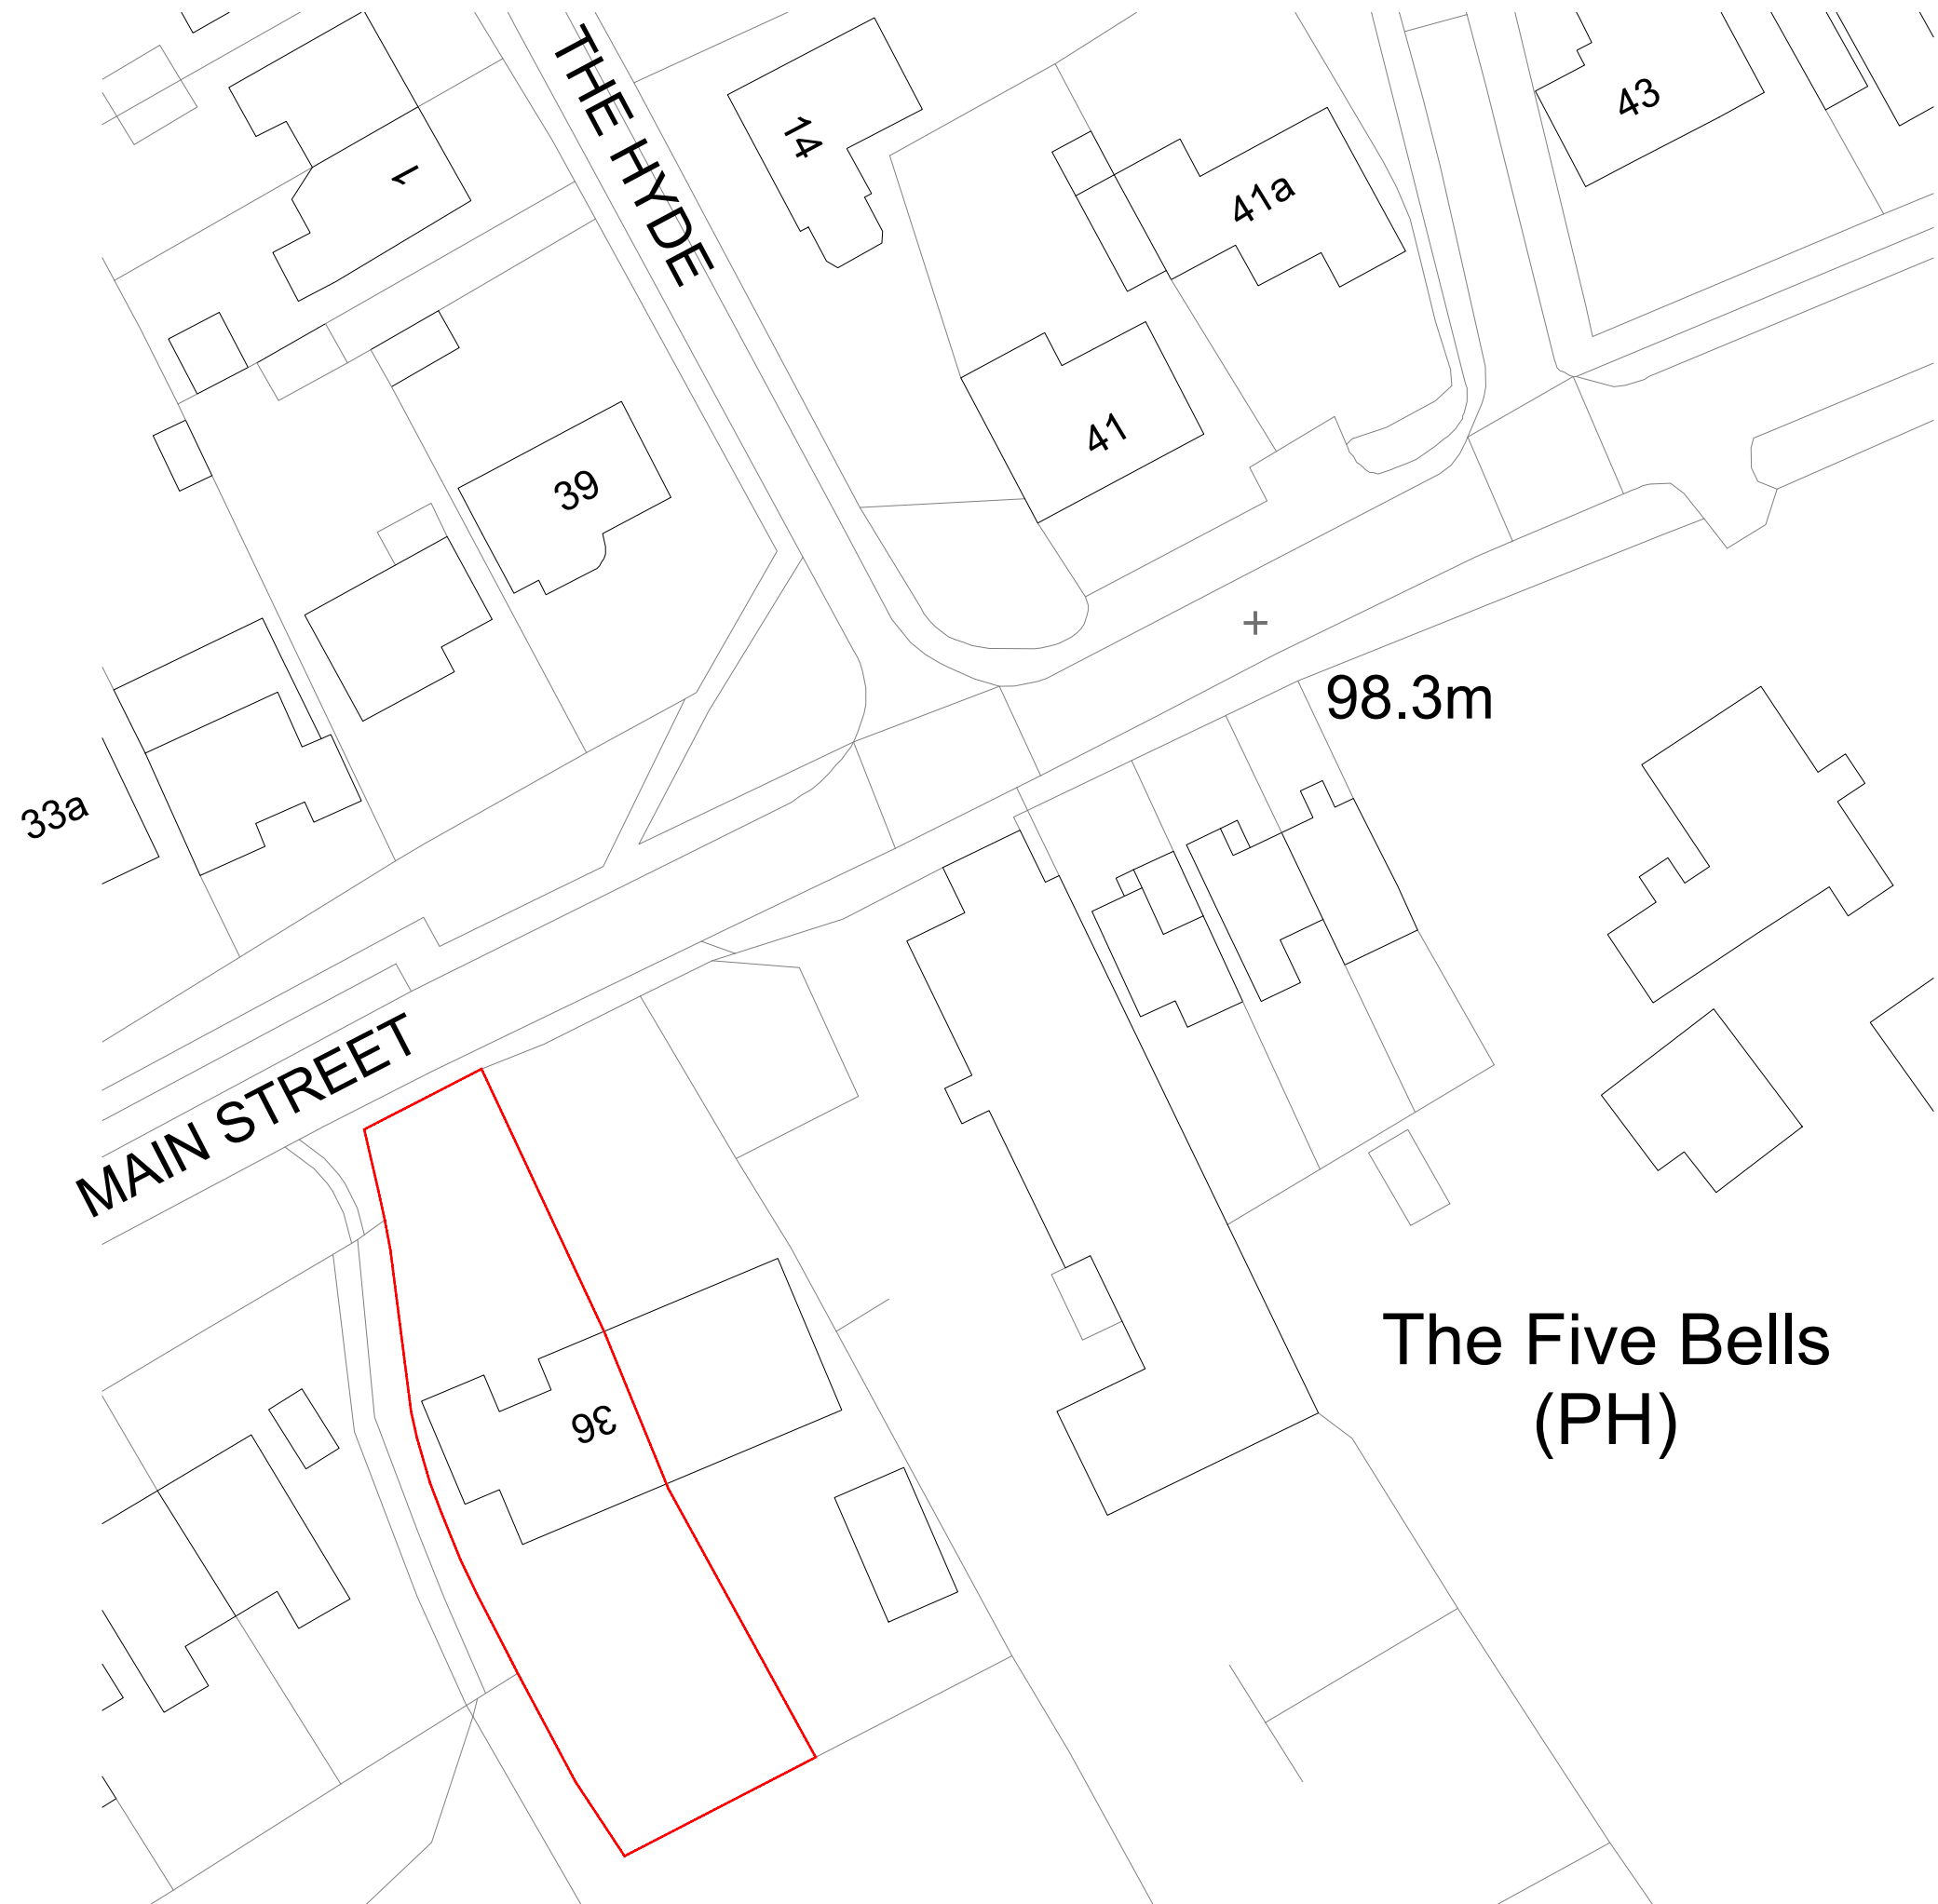 THE HYDE
1
14
41a
43
41
39
98.3m
33a
MAIN STREET
36
The Five Bells
(PH)